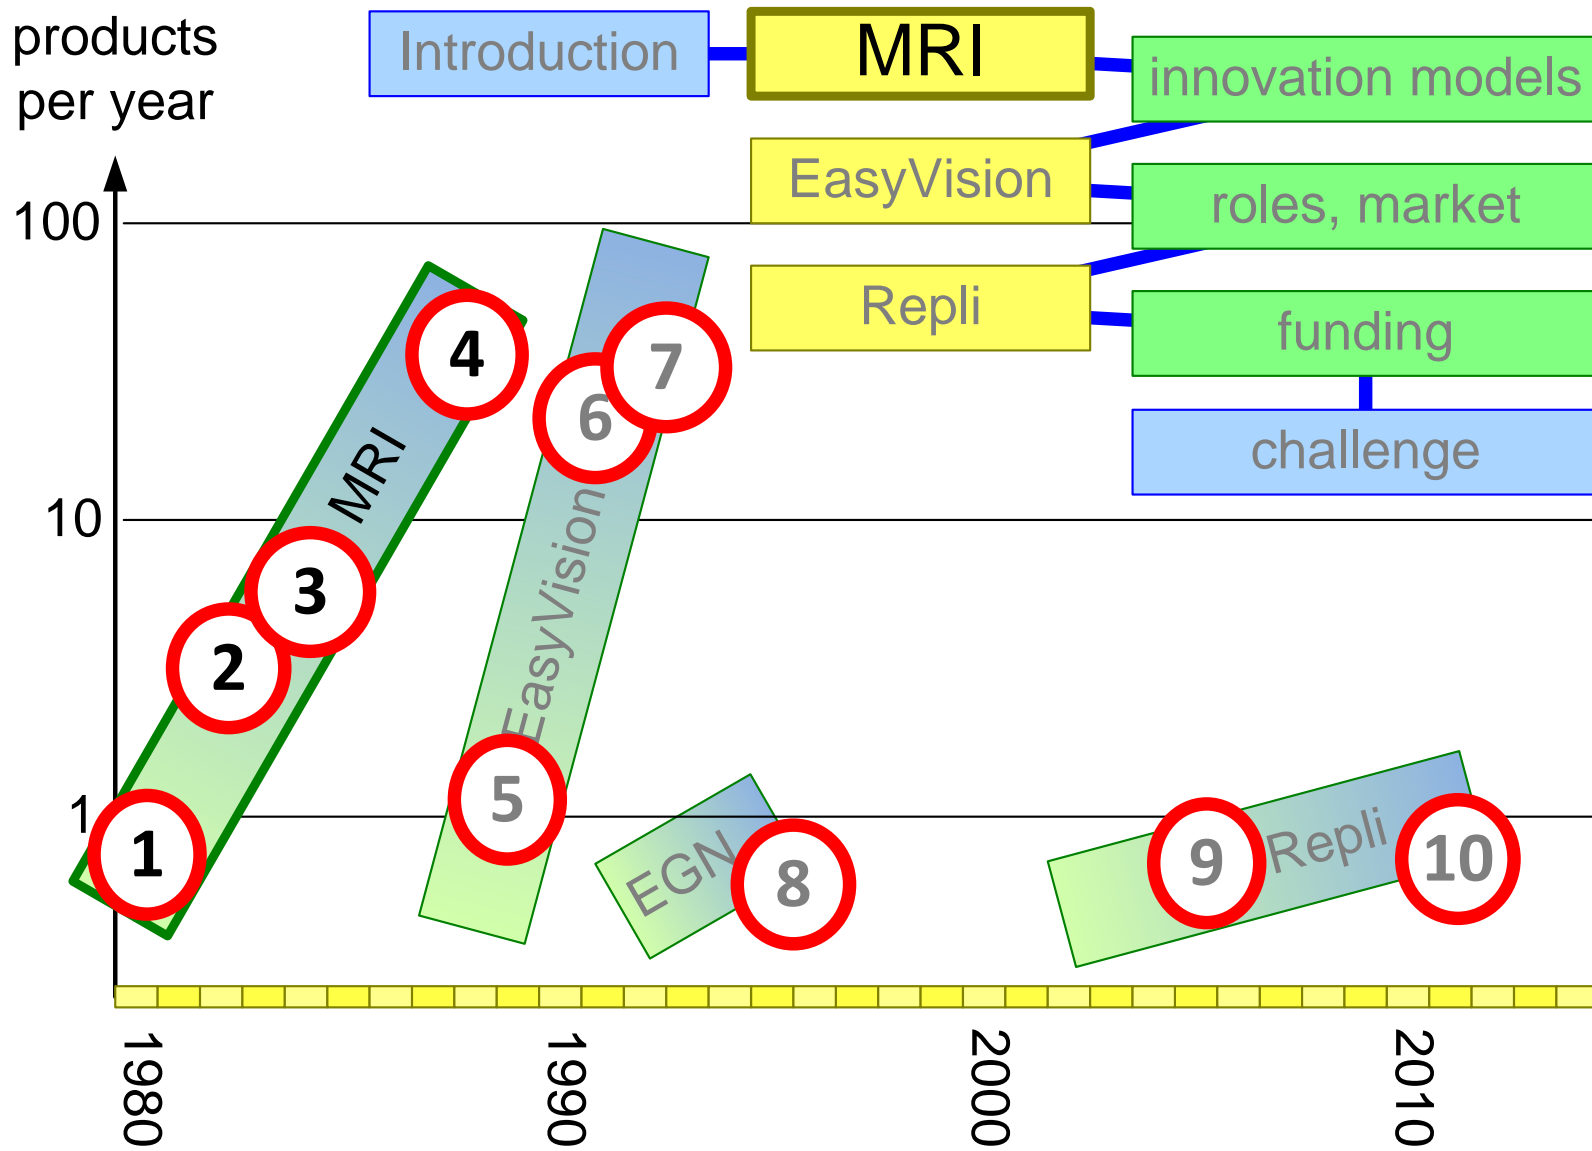 products
per year
Introduction
MRI
innovation models
EasyVision
roles, market
Repli
funding
challenge
100
10
1
MRI
EasyVision
EGN
Repli
1
2
3
4
5
6
7
8
9
10
1980
1990
2000
2010